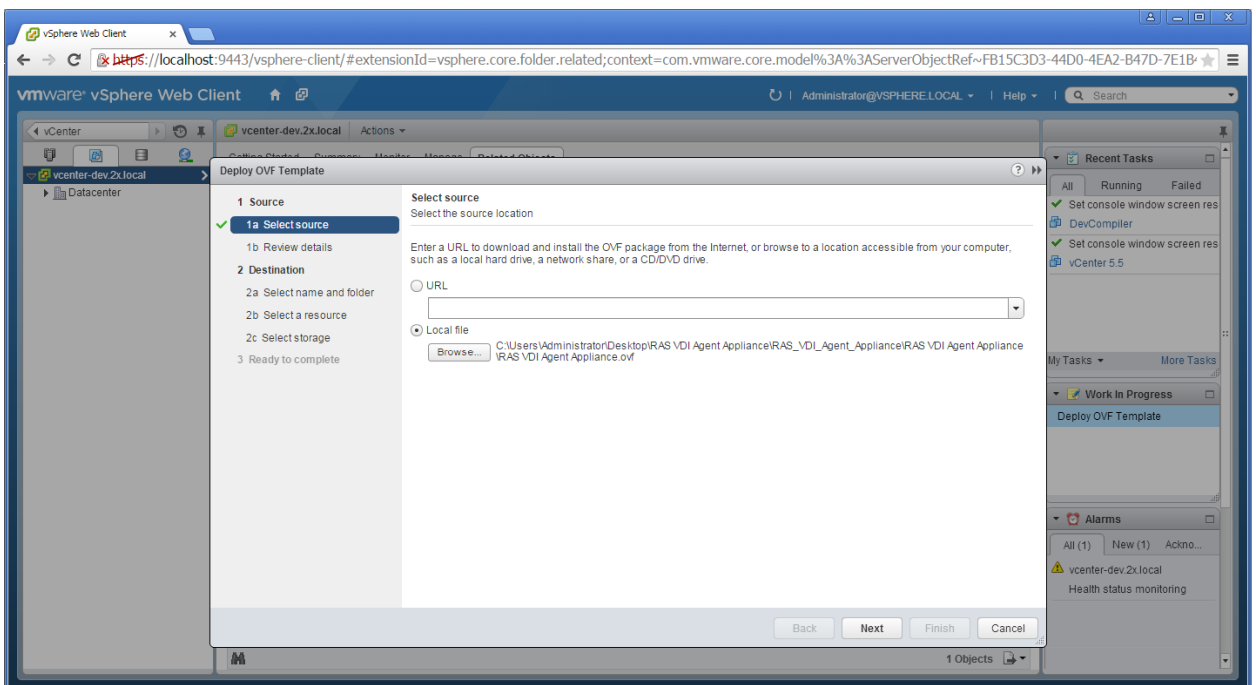 vSphere Web Client
https://localhost:9443/vsphere-client/#extensionId=vsphere.core.folder.related;context=com.vmware.core.model%3A%3AServerObjectRef~FB15C3D3-44D0-4EA2-B47D-7E1B
vmware® vSphere Web Client
Administrator@VSPHERE.LOCAL
Help
Search
vCenter
vcenter-dev.2x.local
Actions
Getting Started Summary Monitor Manage Related Objects
vcenter-dev.2x.local
Datacenter
Deploy OVF Template
1 Source
1a Select source
1b Review details
2 Destination
2a Select name and folder
2b Select a resource
2c Select storage
3 Ready to complete
Select source
Select the source location
Enter a URL to download and install the OVF package from the Internet, or browse to a location accessible from your computer,
such as a local hard drive, a network share, or a CD/DVD drive.
URL
Local file
Browse...
C:\Users\Administrator\Desktop\RAS VDI Agent Appliance\RAS_VDI_Agent_Appliance\RAS VDI Agent Appliance
\RAS VDI Agent Appliance.ovf
Back Next Finish Cancel
1 Objects
Recent Tasks
All Running Failed
Set console window screen res
DevCompiler
Set console window screen res
vCenter 5.5
My Tasks More Tasks
Work In Progress
Deploy OVF Template
Alarms
All (1) New (1) Ackno...
vcenter-dev.2x.local
Health status monitoring